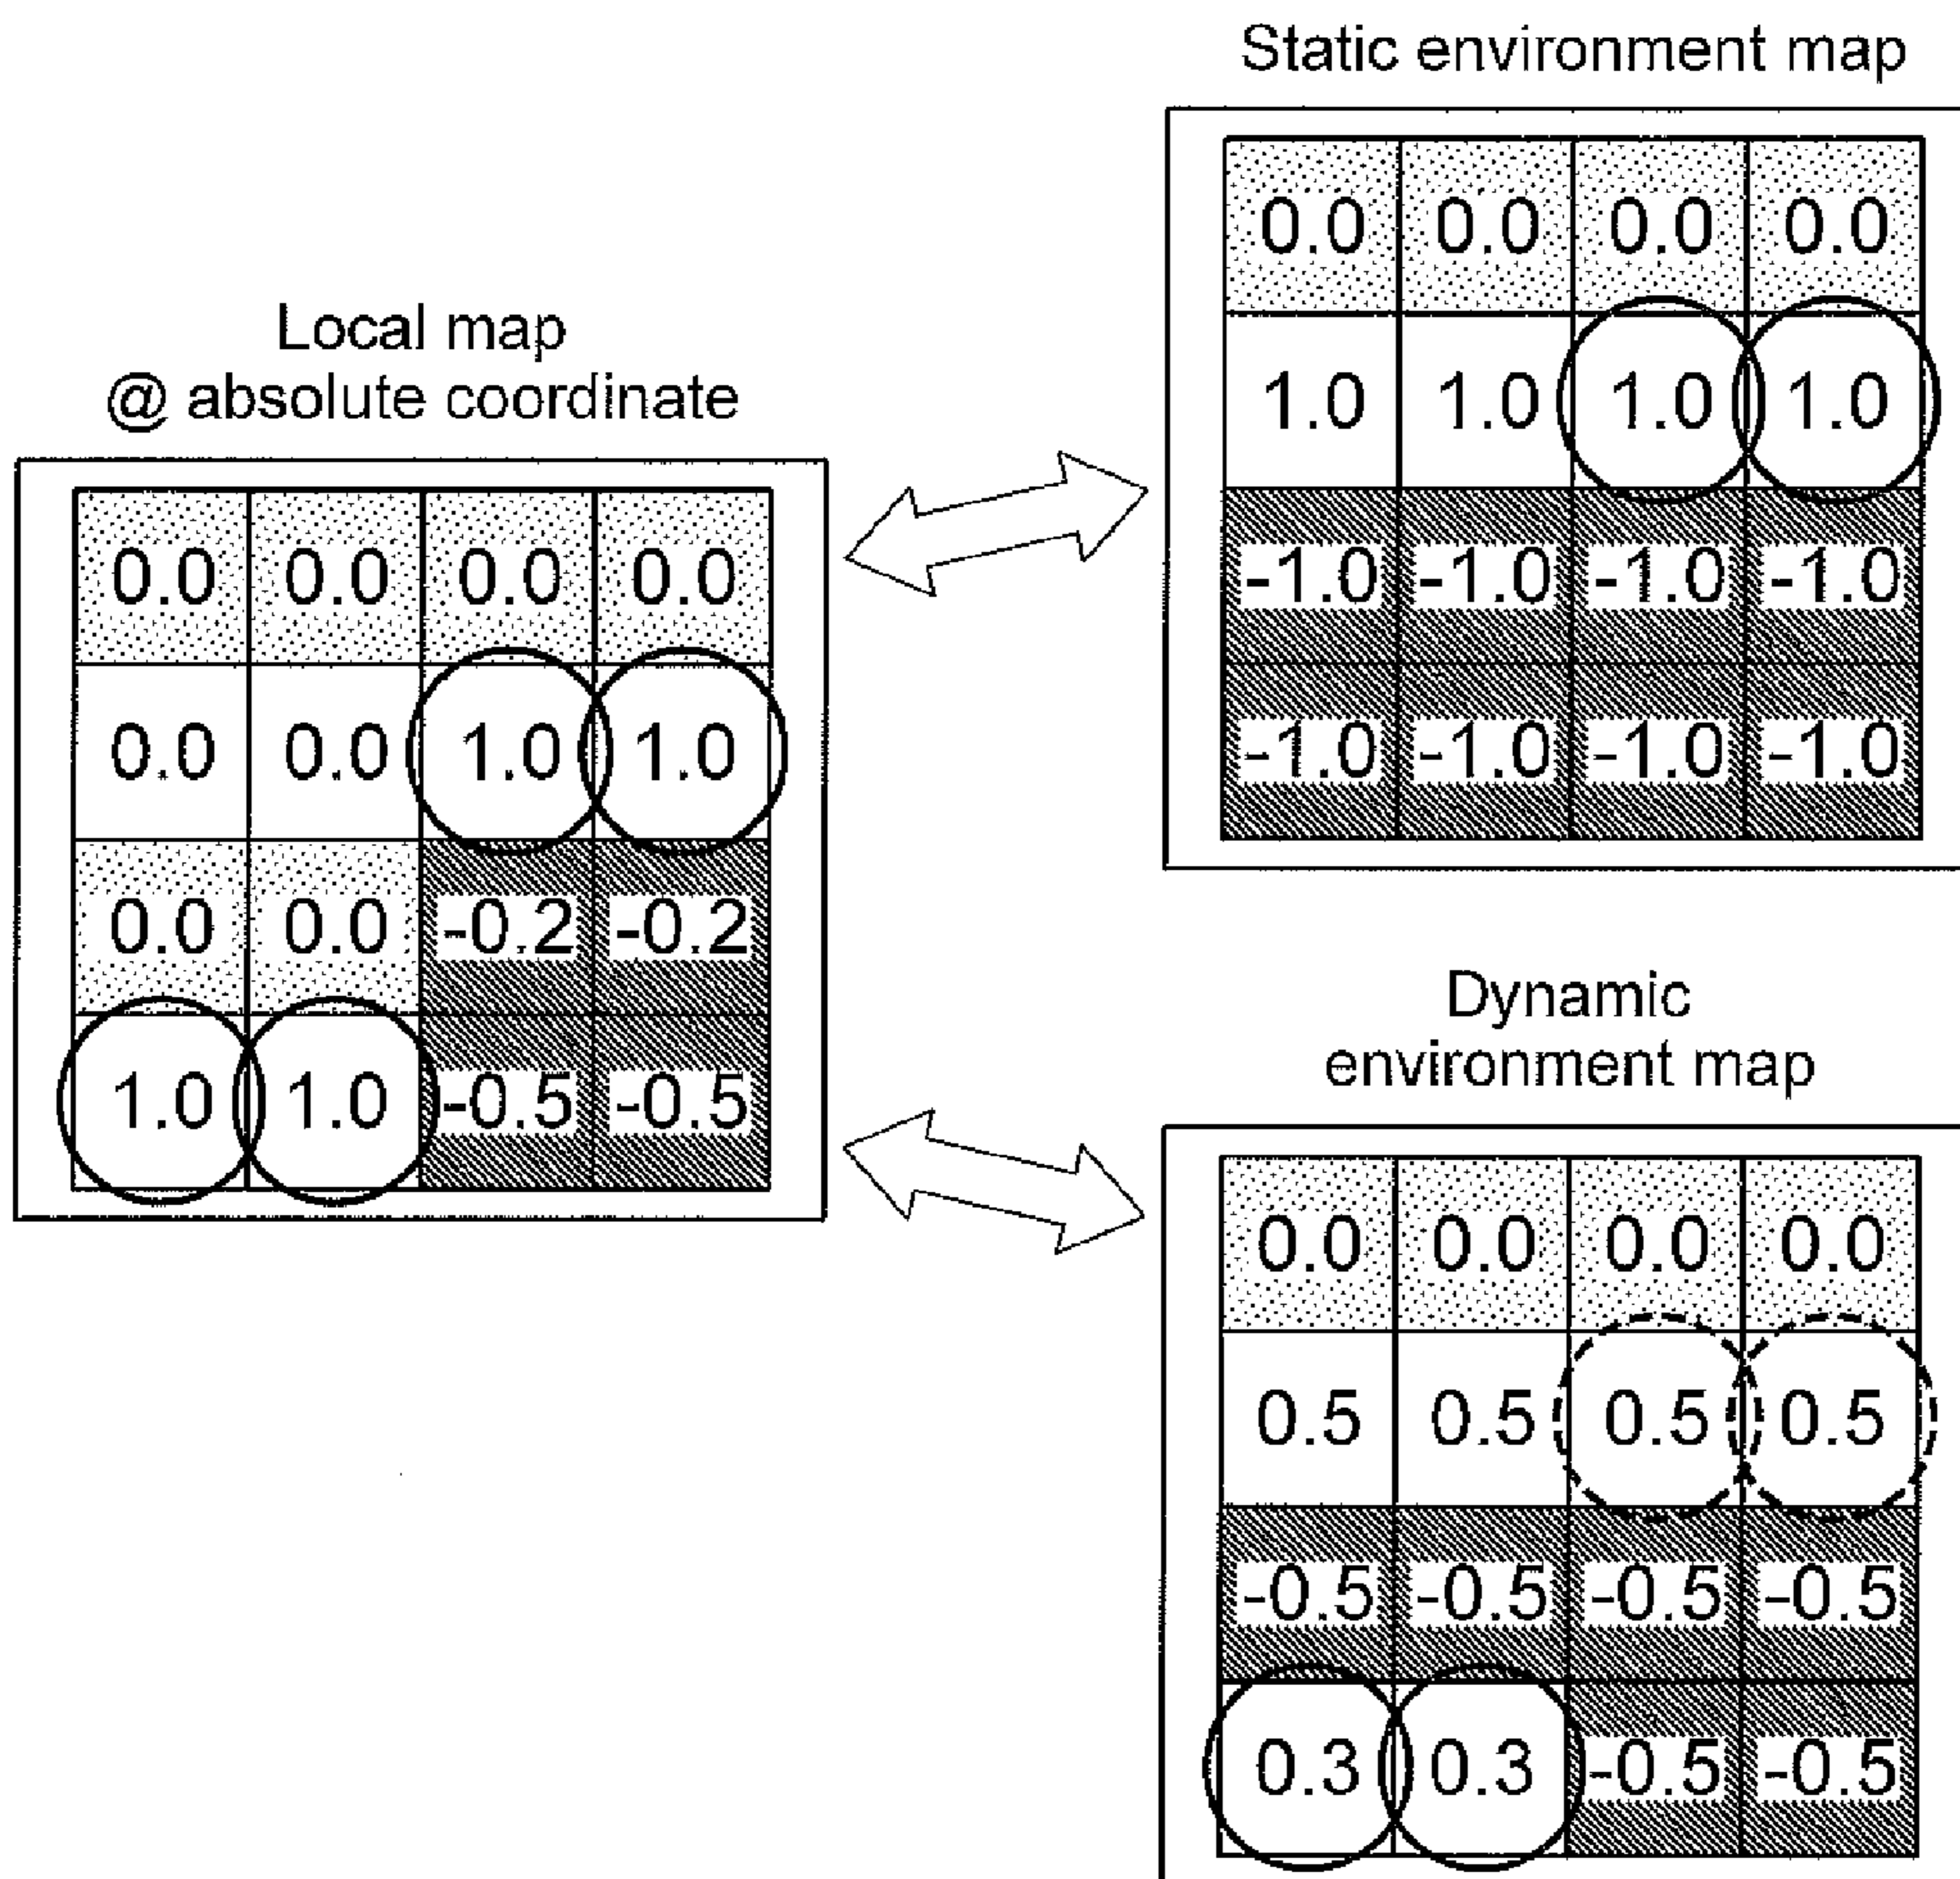 Static environment map
0.0 0.0 0.0 0.0
1.0 1.0 1.0 1.0
-1.0 -1.0 -1.0 -1.0
-1.0 -1.0 -1.0 -1.0
Local map
@ absolute coordinate
0.0 0.0 0.0 0.0
0.0 0.0 1.0 1.0
0.0 0.0 -0.2 -0.2
1.0 1.0 -0.5 -0.5
Dynamic
environment map
0.0 0.0 0.0 0.0
0.5 0.5 0.5 0.5
-0.5 -0.5 -0.5 -0.5
0.3 0.3 -0.5 -0.5